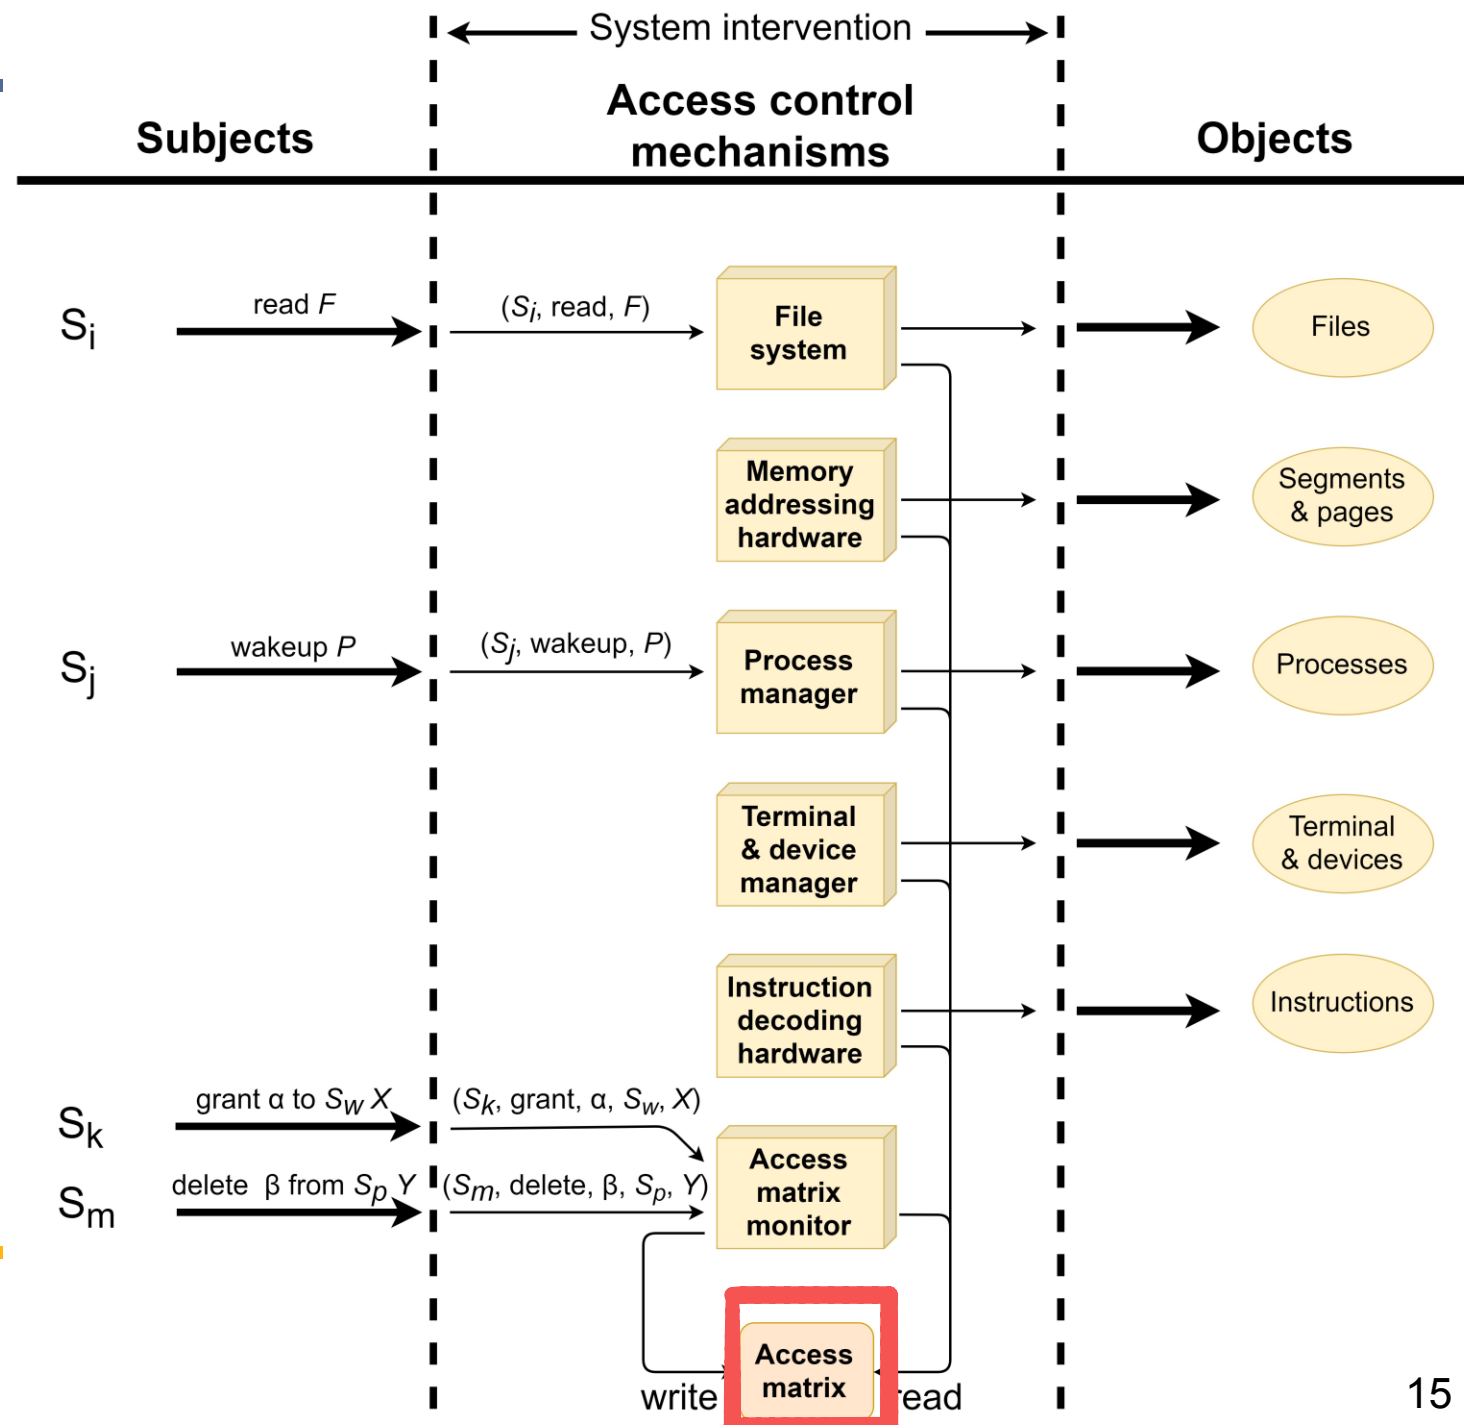 System intervention
Subjects
Access control
mechanisms
Objects
Si
read F
(Si, read, F)
File
system
Files
Memory
addressing
hardware
Segments
& pages
Sj
wakeup P
(Sj, wakeup, P)
Process
manager
Processes
Terminal
& device
manager
Terminal
& devices
Instruction
decoding
hardware
Instructions
Sk
grant α to Sw X
(Sk, grant, α, Sw, X)
Sm
delete β from Sp Y
(Sm, delete, β, Sp, Y)
Access
matrix
monitor
Access
matrix
write
read
15